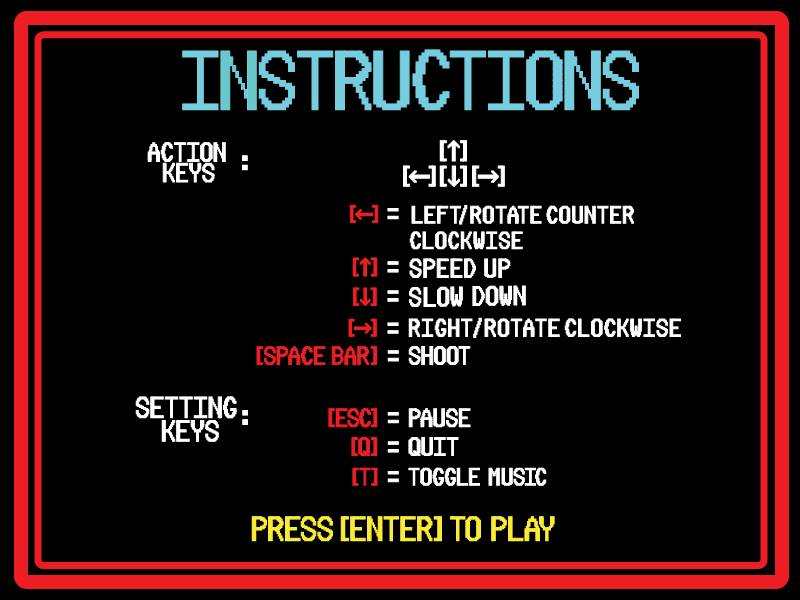 INSTRUCTIONS
ACTION KEYS :
[↑]
[←][↓][→]
[←] = LEFT/ROTATE COUNTER
CLOCKWISE
[↑] = SPEED UP
[↓] = SLOW DOWN
[→] = RIGHT/ROTATE CLOCKWISE
[SPACE BAR] = SHOOT
SETTING KEYS :
[ESC] = PAUSE
[Q] = QUIT
[T] = TOGGLE MUSIC
PRESS [ENTER] TO PLAY